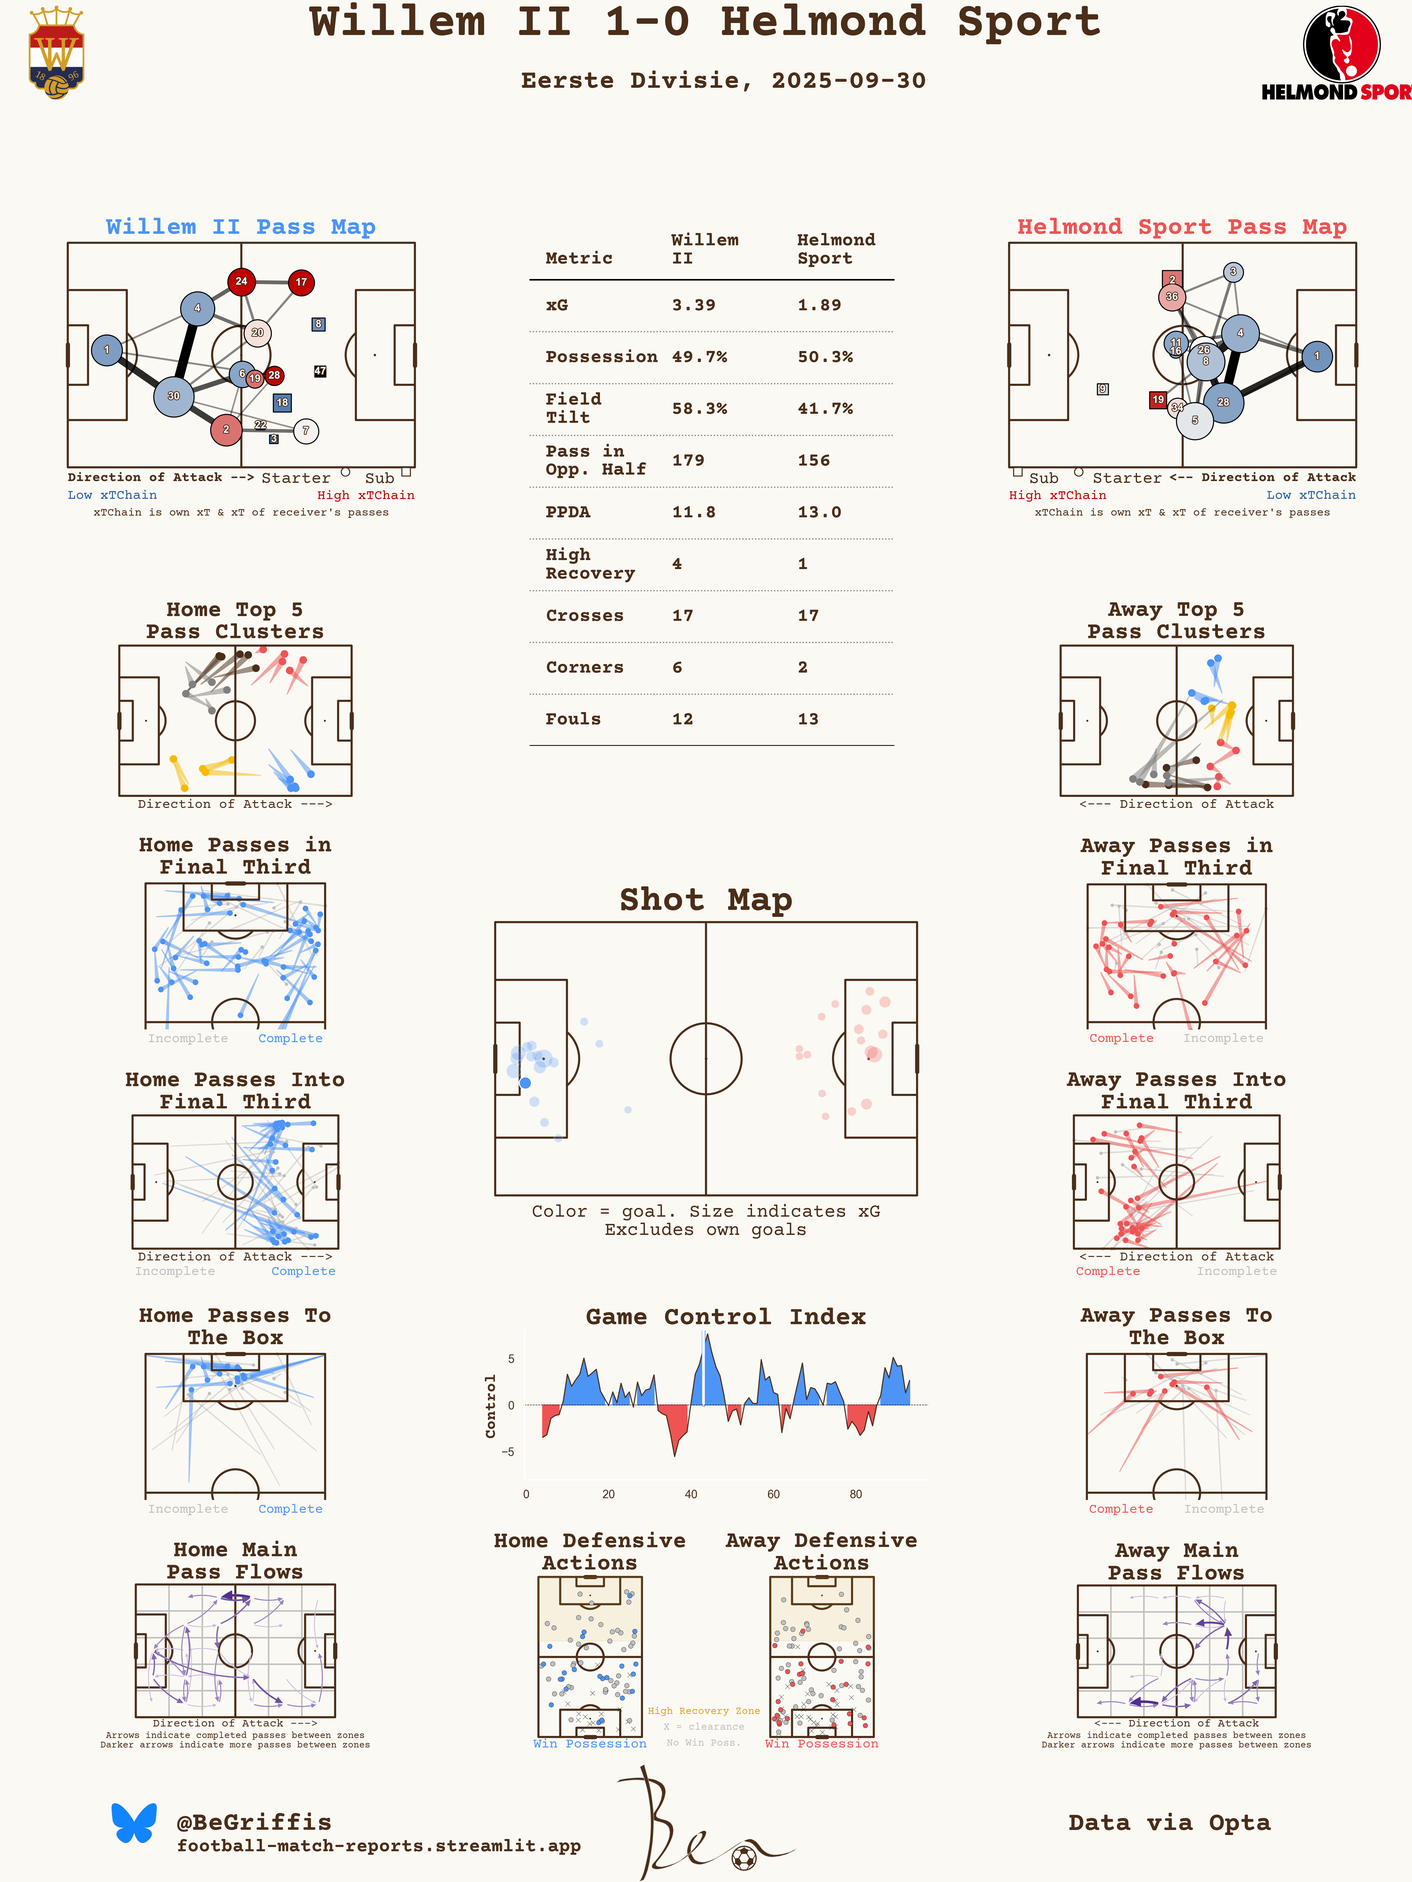 Willem II 1-0 Helmond Sport
Eerste Divisie, 2025-09-30
18 96
HELMOND SPOR
Willem II Pass Map
1
4
24
17
20
8
30
6
19
28
47
18
2
22
3
7
Direction of Attack --> Starter Sub
Low xTChain High xTChain
xTChain is own xT & xT of receiver's passes
Metric Willem II Helmond Sport
xG 3.39 1.89
Possession 49.7% 50.3%
Field Tilt 58.3% 41.7%
Pass in Opp. Half 179 156
PPDA 11.8 13.0
High Recovery 4 1
Crosses 17 17
Corners 6 2
Fouls 12 13
Helmond Sport Pass Map
2
36
3
11
16
26
8
4
1
9
19
34
5
28
Sub Starter <-- Direction of Attack
High xTChain Low xTChain
xTChain is own xT & xT of receiver's passes
Home Top 5
Pass Clusters
Direction of Attack --->
Away Top 5
Pass Clusters
<--- Direction of Attack
Home Passes in
Final Third
Incomplete Complete
Away Passes in
Final Third
Complete Incomplete
Shot Map
Color = goal. Size indicates xG
Excludes own goals
Home Passes Into
Final Third
Direction of Attack --->
Incomplete Complete
Away Passes Into
Final Third
<--- Direction of Attack
Complete Incomplete
Home Passes To
The Box
Incomplete Complete
Game Control Index
Control
5
0
−5
0 20 40 60 80
Away Passes To
The Box
Complete Incomplete
Home Main
Pass Flows
Direction of Attack --->
Arrows indicate completed passes between zones
Darker arrows indicate more passes between zones
Home Defensive
Actions
Win Possession
High Recovery Zone
X = clearance
No Win Poss.
Away Defensive
Actions
Win Possession
Away Main
Pass Flows
<--- Direction of Attack
Arrows indicate completed passes between zones
Darker arrows indicate more passes between zones
@BeGriffis
football-match-reports.streamlit.app
Ben
Data via Opta